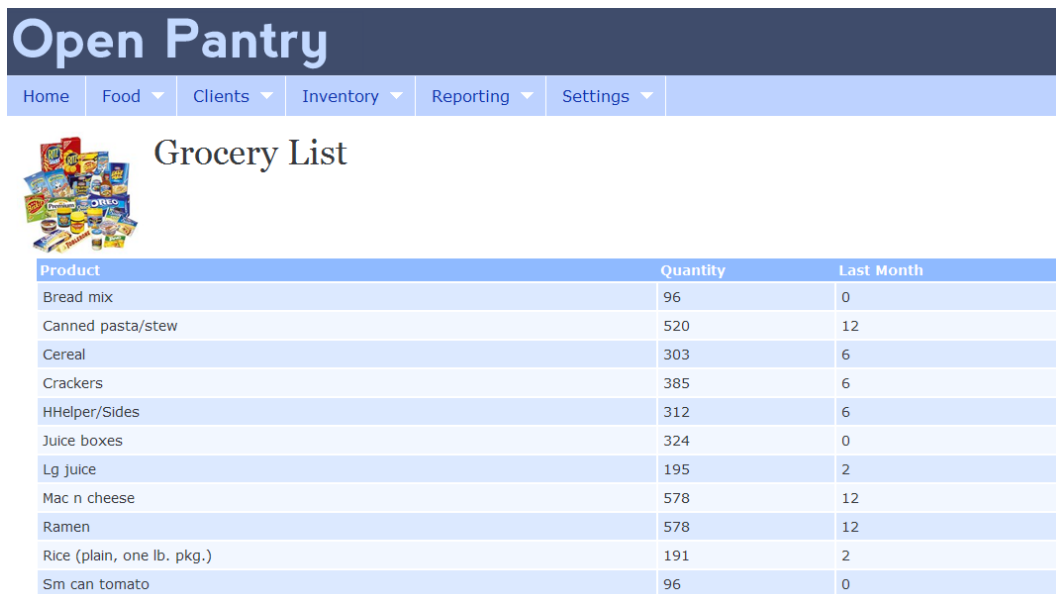 Open Pantry
Home Food Clients Inventory Reporting Settings
Grocery List
OREO
Premium
TOBLERONE
Product Quantity Last Month
Bread mix 96 0
Canned pasta/stew 520 12
Cereal 303 6
Crackers 385 6
HHelper/Sides 312 6
Juice boxes 324 0
Lg juice 195 2
Mac n cheese 578 12
Ramen 578 12
Rice (plain, one lb. pkg.) 191 2
Sm can tomato 96 0